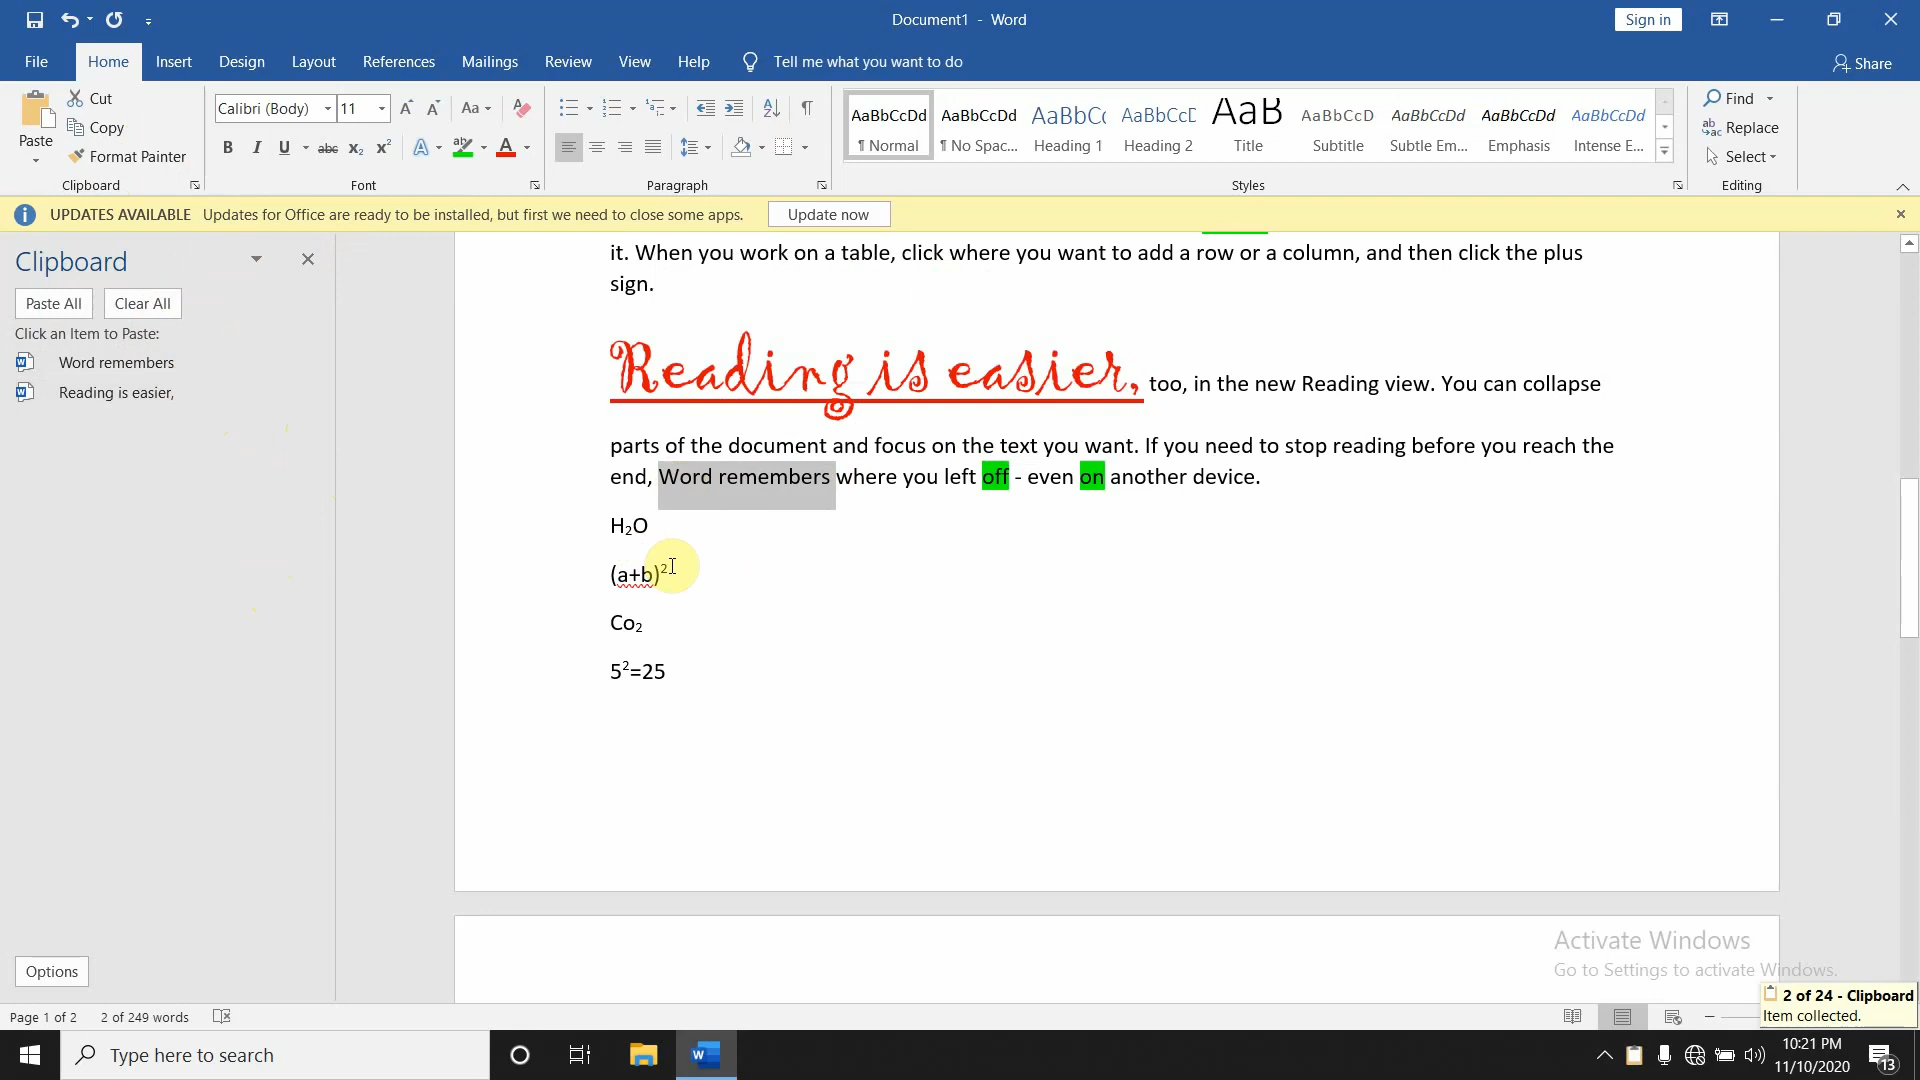 Document1 - Word
Sign in
File Home Insert Design Layout References Mailings Review View Help Tell me what you want to do
Share
Paste
Cut
Copy
Format Painter
Clipboard
Calibri (Body) 11 Aa
B I U abc x₂ x² A ab A
Font
Paragraph
AaBbCcDd AaBbCcDd AaBbCc AaBbCcD AaB AaBbCcD AaBbCcDd AaBbCcDd AaBbCcDd
¶ Normal ¶ No Spac... Heading 1 Heading 2 Title Subtitle Subtle Em... Emphasis Intense E...
Styles
Find
Replace
Select
Editing
UPDATES AVAILABLE Updates for Office are ready to be installed, but first we need to close some apps. Update now
Clipboard
Paste All Clear All
Click an Item to Paste:
Word remembers
Reading is easier,
Options
it. When you work on a table, click where you want to add a row or a column, and then click the plus
sign.
Reading is easier, too, in the new Reading view. You can collapse
parts of the document and focus on the text you want. If you need to stop reading before you reach the
end, Word remembers where you left off - even on another device.
H₂O
(a+b)²
Co₂
5²=25
Activate Windows
Go to Settings to activate Windows.
2 of 24 - Clipboard
Item collected.
Page 1 of 2 2 of 249 words
Type here to search
10:21 PM
11/10/2020
13